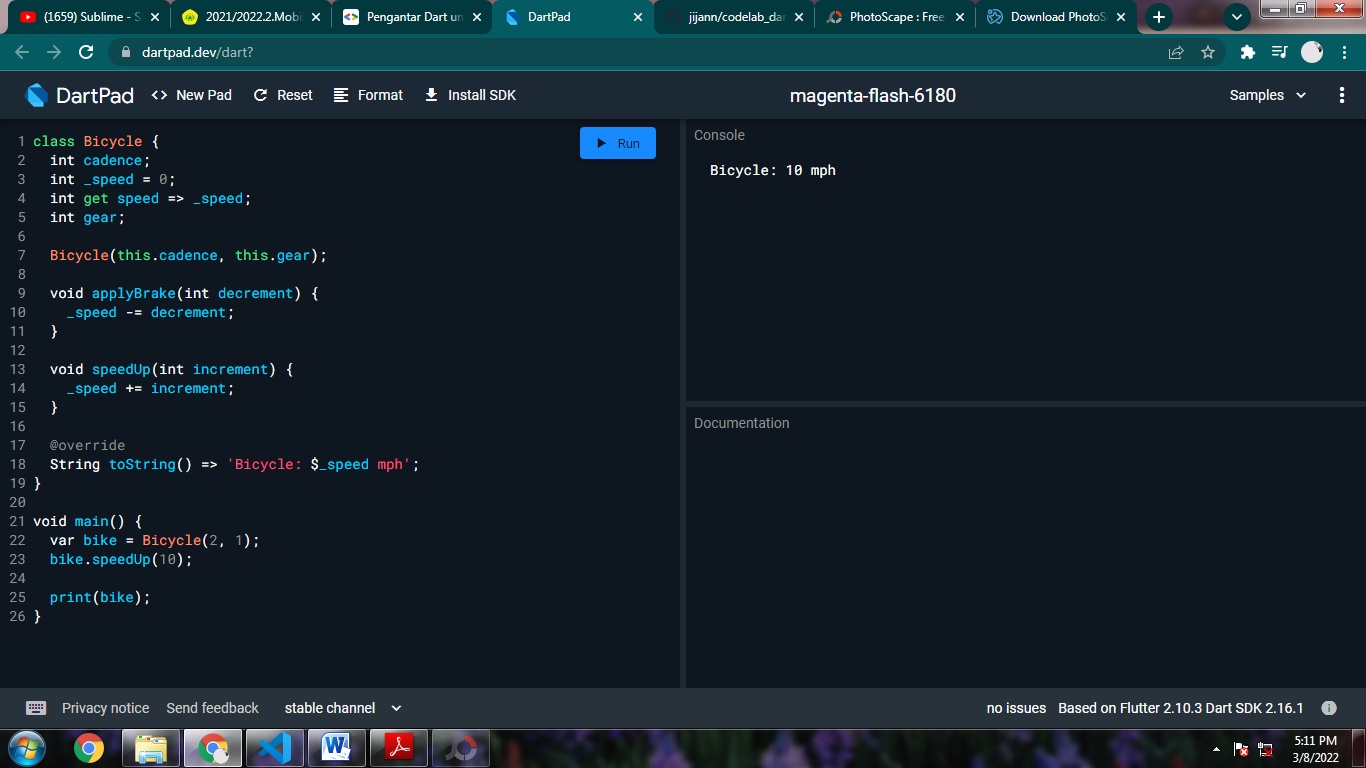 (1659) Sublime - S
2021/2022.2.Mobi
Pengantar Dart un
DartPad
jijann/codelab_dar
PhotoScape : Free
Download PhotoS
dartpad.dev/dart?
DartPad
<> New Pad
Reset
Format
Install SDK
magenta-flash-6180
Samples
1 class Bicycle {
2 int cadence;
3 int _speed = 0;
4 int get speed => _speed;
5 int gear;
6
7 Bicycle(this.cadence, this.gear);
8
9 void applyBrake(int decrement) {
10 _speed -= decrement;
11 }
12
13 void speedUp(int increment) {
14 _speed += increment;
15 }
16
17 @override
18 String toString() => 'Bicycle: $_speed mph';
19 }
20
21 void main() {
22 var bike = Bicycle(2, 1);
23 bike.speedUp(10);
24
25 print(bike);
26 }
Run
Console
Bicycle: 10 mph
Documentation
Privacy notice
Send feedback
stable channel
no issues
Based on Flutter 2.10.3 Dart SDK 2.16.1
5:11 PM
3/8/2022